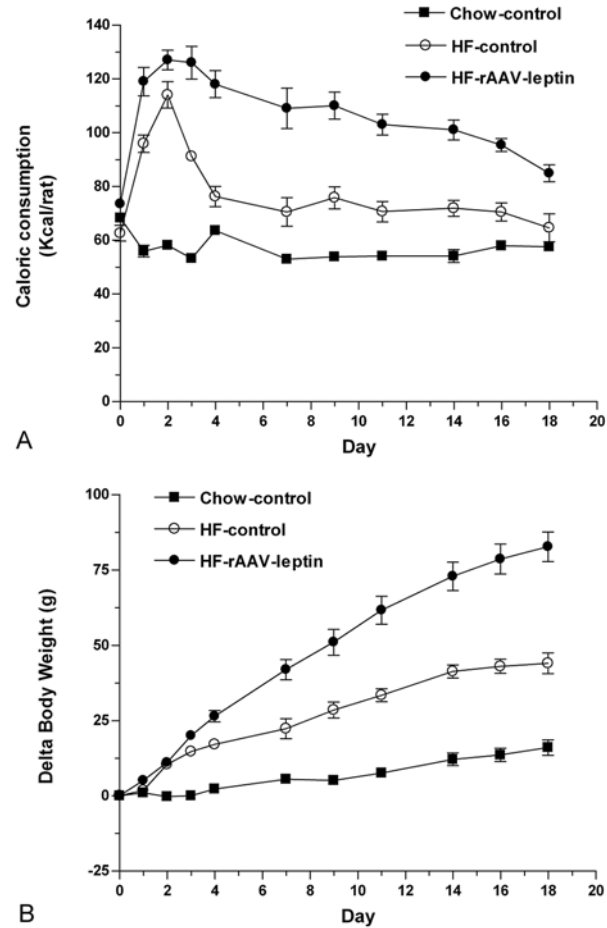 A
Chow-control
HF-control
HF-rAAV-leptin
Caloric consumption
(Kcal/rat)
140
120
100
80
60
40
20
0
0 2 4 6 8 10 12 14 16 18 20
Day
B
Chow-control
HF-control
HF-rAAV-leptin
Delta Body Weight (g)
100
75
50
25
0
-25
0 2 4 6 8 10 12 14 16 18 20
Day